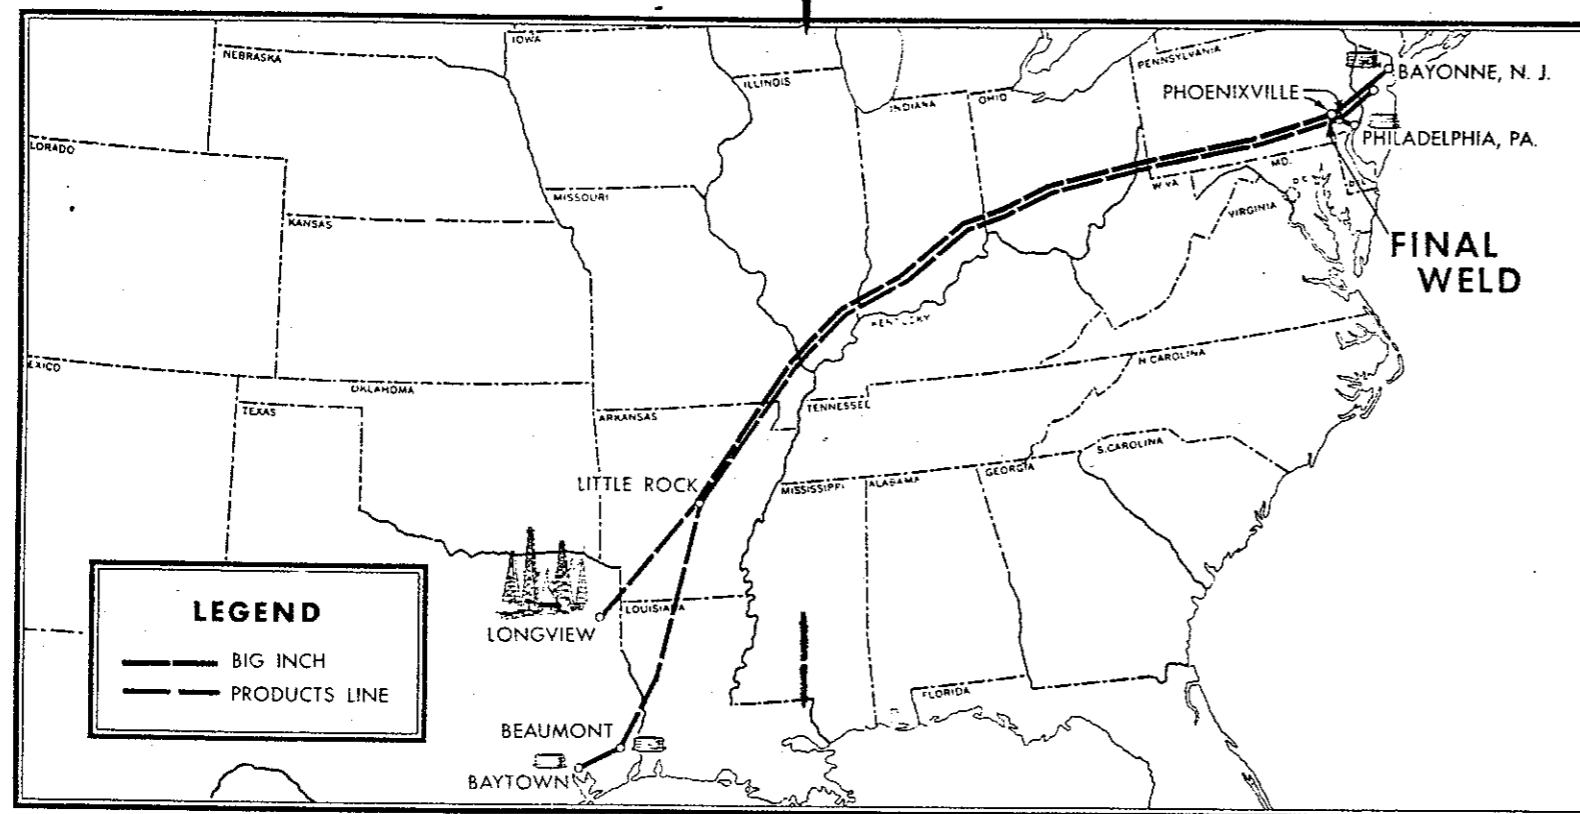 IOWA
NEBRASKA
ILLINOIS
PENNSYLVANIA
BAYONNE, N. J.
INDIANA
OHIO
PHOENIXVILLE
PHILADELPHIA, PA.
LORADO
MD.
W.VA
D.C.
DEL
MISSOURI
KANSAS
VIRGINIA
FINAL
WELD
KENTUCKY
EXICO
OKLAHOMA
N.CAROLINA
TEXAS
ARKANSAS
TENNESSEE
S.CAROLINA
GEORGIA
LITTLE ROCK
MISSISSIPPI
ALABAMA
LEGEND
BIG INCH
PRODUCTS LINE
LOUISIANA
LONGVIEW
FLORIDA
BEAUMONT
BAYTOWN